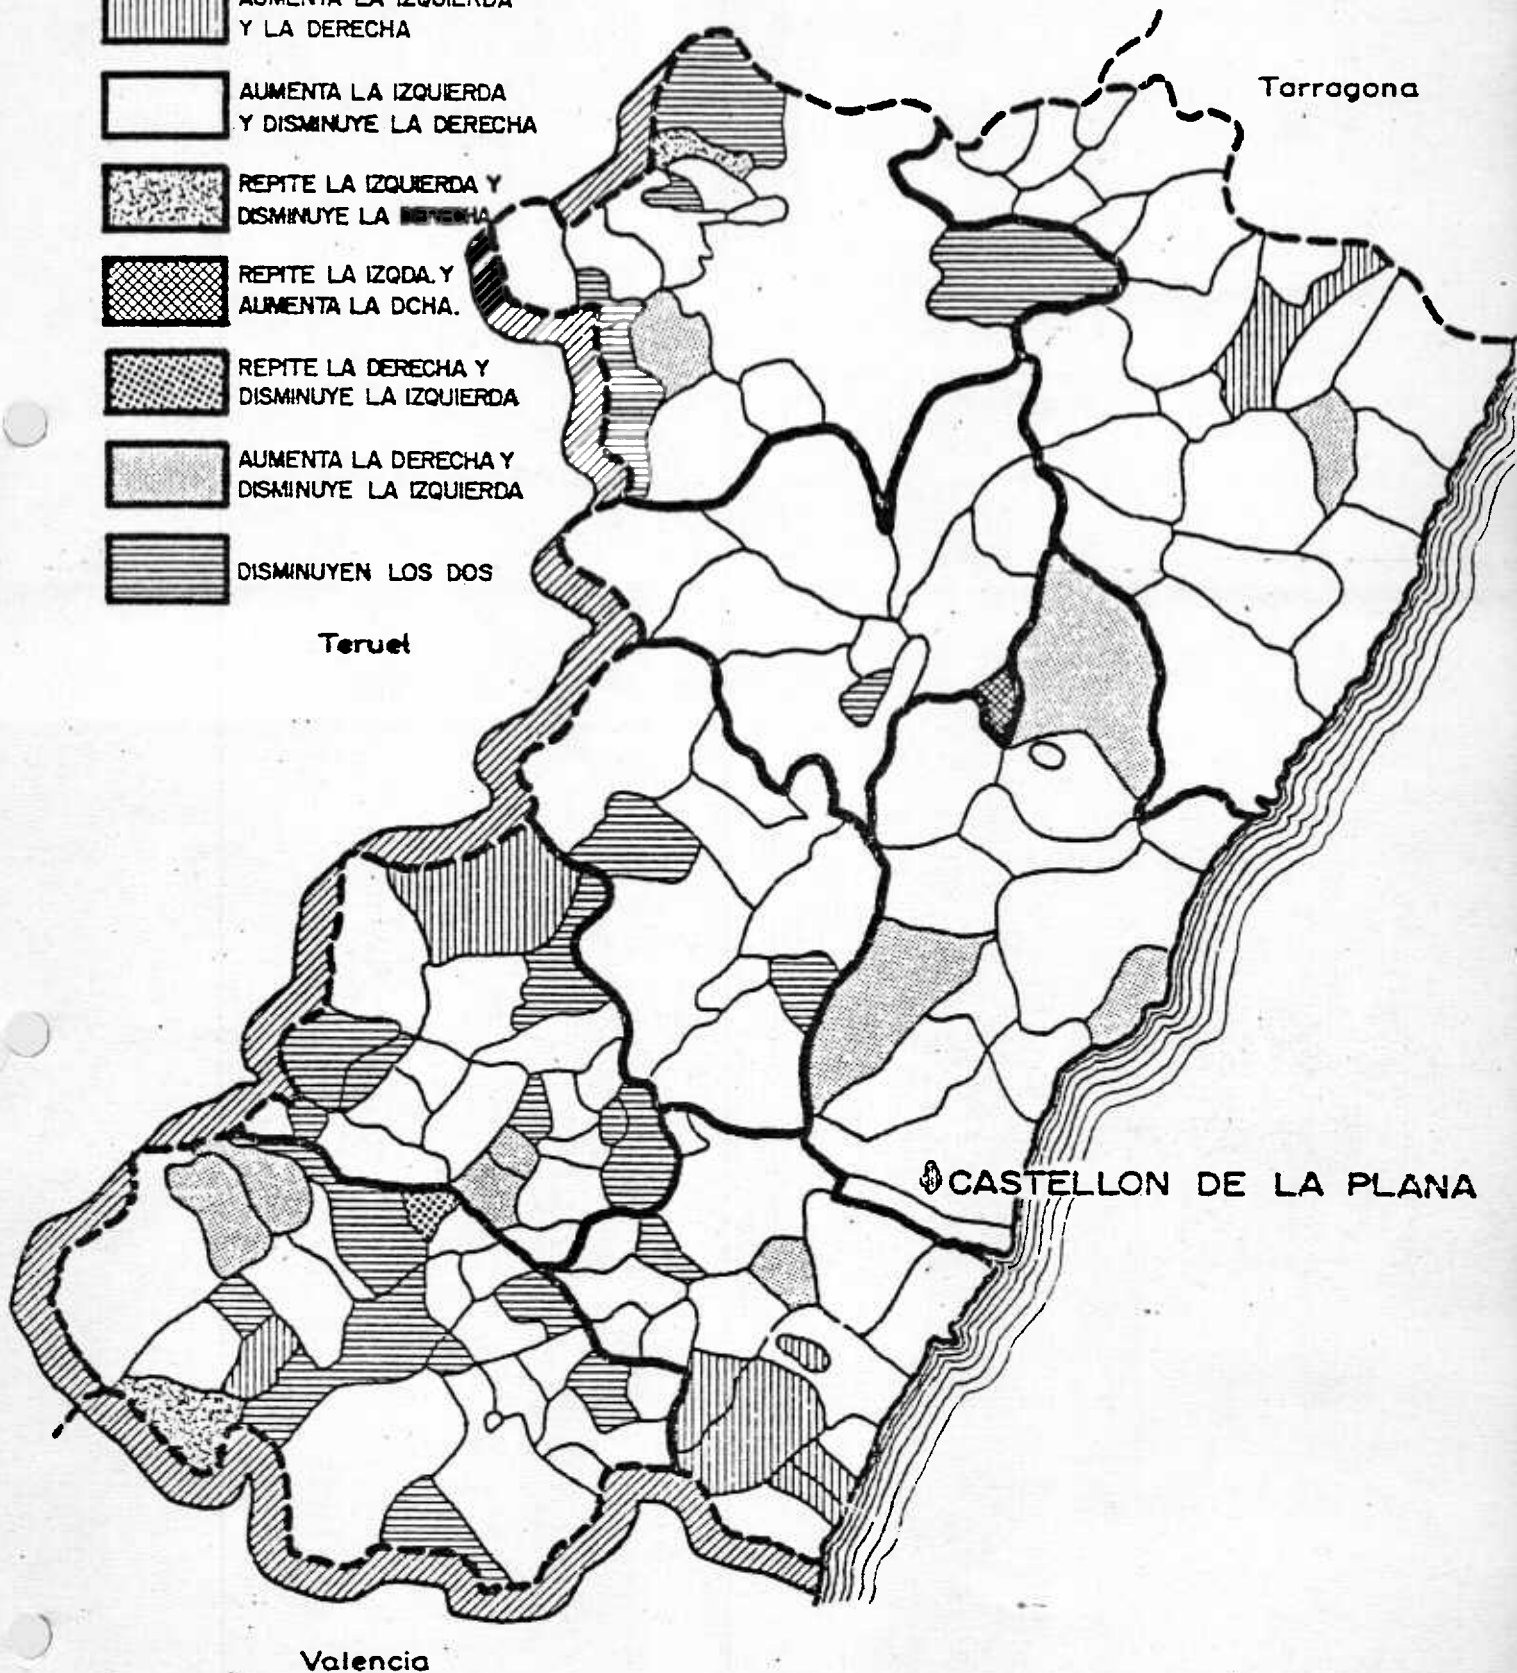 AUMENTA LA IZQUIERDA
Y LA DERECHA
AUMENTA LA IZQUIERDA
Y DISMINUYE LA DERECHA
REPITE LA IZQUIERDA Y
DISMINUYE LA DERECHA
REPITE LA IZQDA. Y
AUMENTA LA DCHA.
REPITE LA DERECHA Y
DISMINUYE LA IZQUIERDA
AUMENTA LA DERECHA Y
DISMINUYE LA IZQUIERDA
DISMINUYEN LOS DOS
Tarragona
Teruel
CASTELLON DE LA PLANA
Valencia